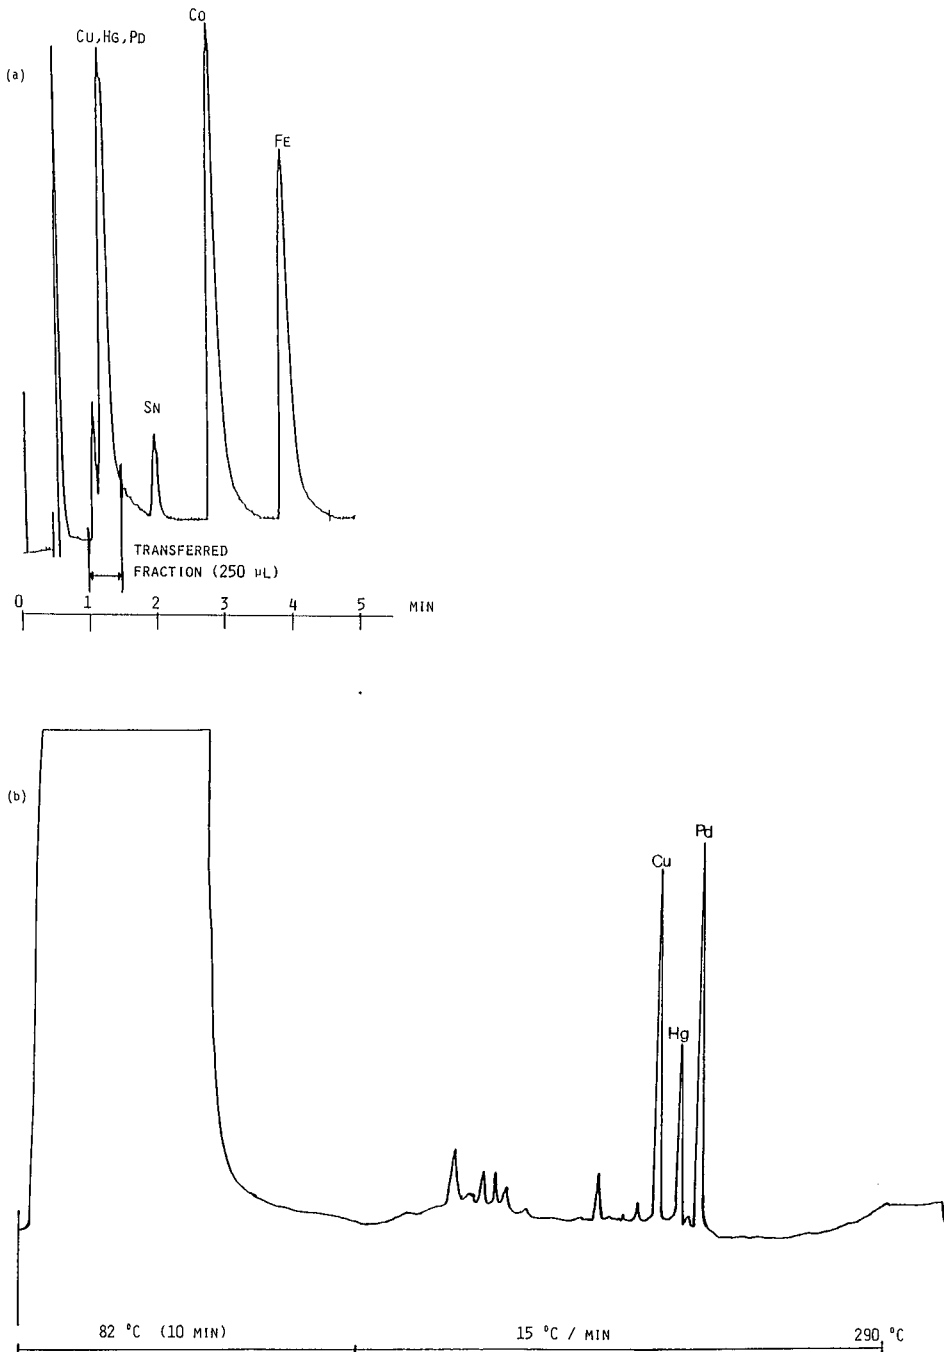 Co
Cu,Hg,Pd
(a)
Fe
Sn
TRANSFERRED
FRACTION (250 µL)
0 1 2 3 4 5 MIN
(b)
Pd
Cu
Hg
82 °C (10 MIN) 15 °C / MIN 290 °C